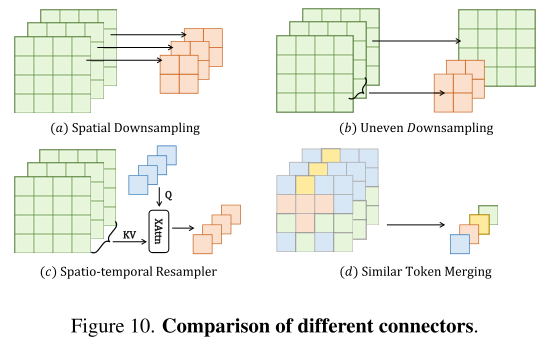 (a) Spatial Downsampling
(b) Uneven Downsampling
Q
XAttn
KV
(c) Spatio-temporal Resampler
(d) Similar Token Merging
Figure 10. Comparison of different connectors.